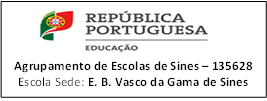 REPÚBLICA
PORTUGUESA
EDUCAÇÃO
Agrupamento de Escolas de Sines – 135628
Escola Sede: E. B. Vasco da Gama de Sines